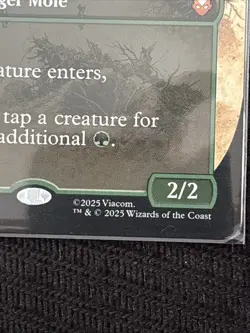 ger Mole
ature enters,
tap a creature for
additional
2/2
©2025 Viacom.
™ & © 2025 Wizards of the Coast